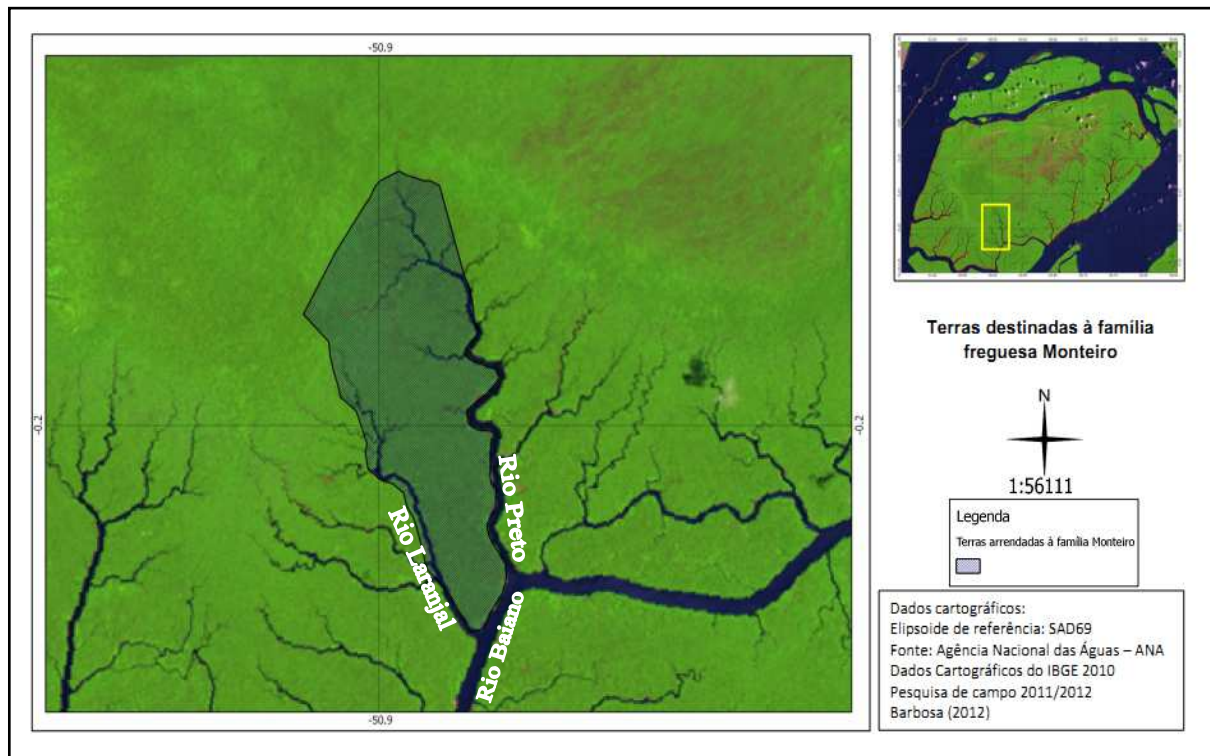 -50.9
-0.2
-0.2
Rio Preto
Rio Laranjal
Rio Baiano
-50.9
Terras destinadas à família
freguesa Monteiro
N
1:56111
Legenda
Terras arrendadas à família Monteiro
Dados cartográficos:
Elipsoide de referência: SAD69
Fonte: Agência Nacional das Águas – ANA
Dados Cartográficos do IBGE 2010
Pesquisa de campo 2011/2012
Barbosa (2012)